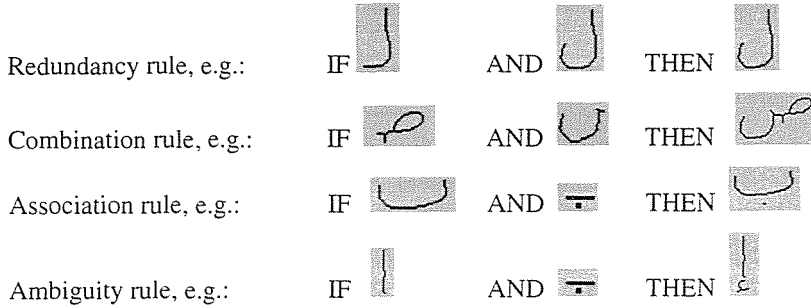 Redundancy rule, e.g.: IF AND THEN
Combination rule, e.g.: IF AND THEN
Association rule, e.g.: IF AND THEN
Ambiguity rule, e.g.: IF AND THEN